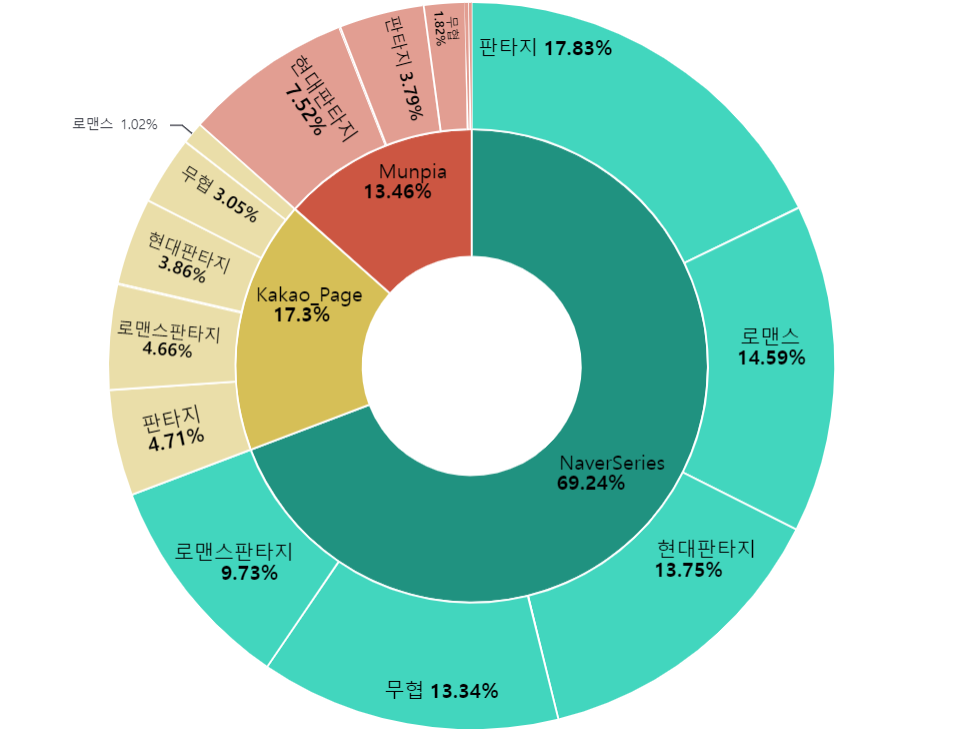 판타지 17.83%
로맨스
14.59%
현대판타지
13.75%
무협 13.34%
로맨스판타지
9.73%
판타지
4.71%
로맨스판타지
4.66%
현대판타지
3.86%
무협 3.05%
로맨스 1.02%
현대판타지
7.52%
판타지 3.79%
무협
1.82%
Munpia
13.46%
Kakao_Page
17.3%
NaverSeries
69.24%